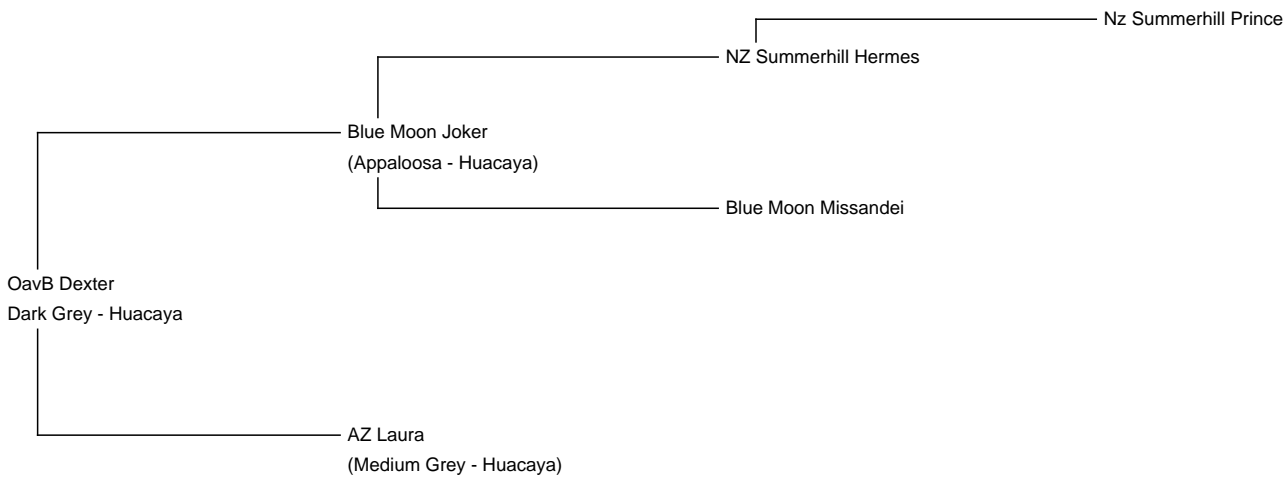 Nz Summerhill Prince
NZ Summerhill Hermes
Blue Moon Joker
(Appaloosa - Huacaya)
Blue Moon Missandei
OavB Dexter
Dark Grey - Huacaya
AZ Laura
(Medium Grey - Huacaya)